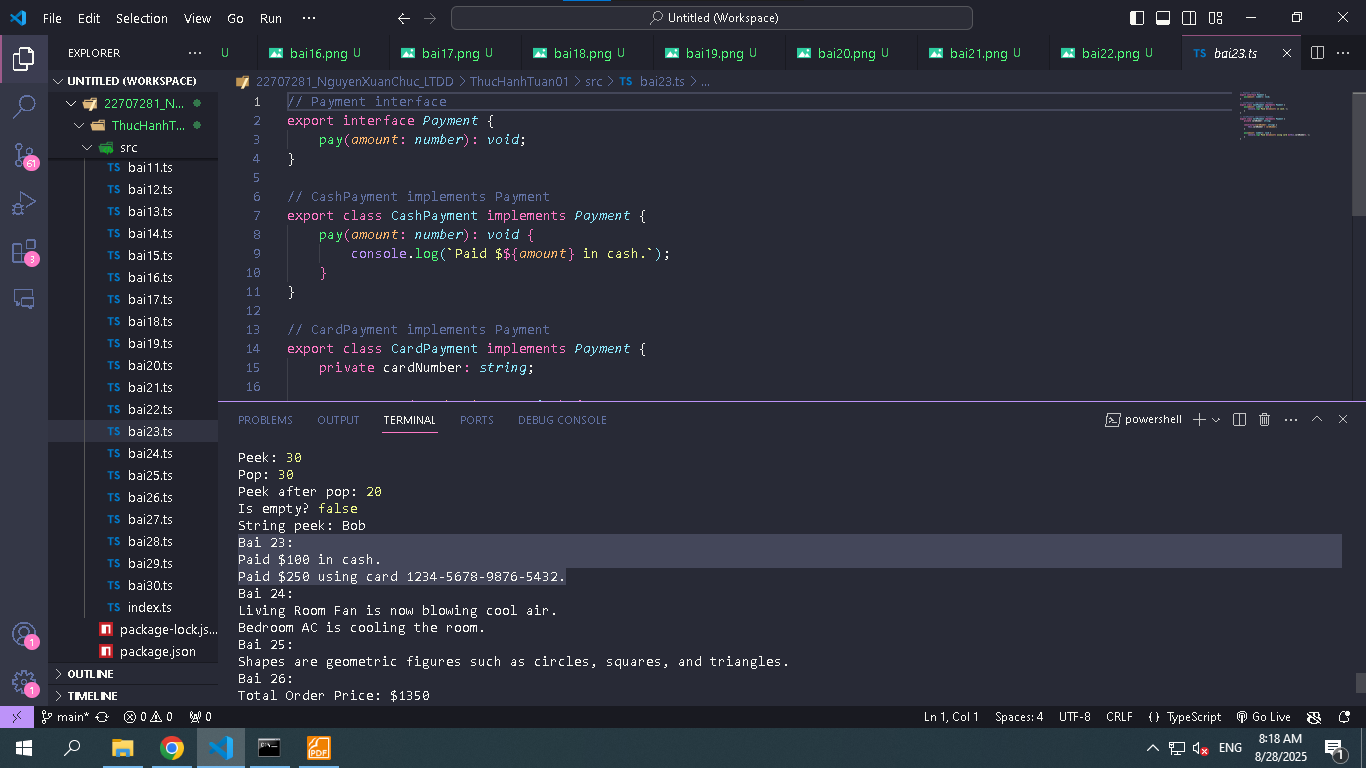 File Edit Selection View Go Run ··· Untitled (Workspace)
EXPLORER ··· U bai16.png U bai17.png U bai18.png U bai19.png U bai20.png U bai21.png U bai22.png U TS bai23.ts
UNTITLED (WORKSPACE)
22707281_N...
ThucHanhT...
src
TS bai11.ts
TS bai12.ts
TS bai13.ts
TS bai14.ts
TS bai15.ts
TS bai16.ts
TS bai17.ts
TS bai18.ts
TS bai19.ts
TS bai20.ts
TS bai21.ts
TS bai22.ts
TS bai23.ts
TS bai24.ts
TS bai25.ts
TS bai26.ts
TS bai27.ts
TS bai28.ts
TS bai29.ts
TS bai30.ts
TS index.ts
package-lock.js...
package.json
OUTLINE
TIMELINE
61
3
1
1
22707281_NguyenXuanChuc_LTDD > ThucHanhTuan01 > src > TS bai23.ts > ...
1 // Payment interface
2 export interface Payment {
3 pay(amount: number): void;
4 }
5
6 // CashPayment implements Payment
7 export class CashPayment implements Payment {
8 pay(amount: number): void {
9 console.log(`Paid $${amount} in cash.`);
10 }
11 }
12
13 // CardPayment implements Payment
14 export class CardPayment implements Payment {
15 private cardNumber: string;
16
PROBLEMS OUTPUT TERMINAL PORTS DEBUG CONSOLE powershell
Peek: 30
Pop: 30
Peek after pop: 20
Is empty? false
String peek: Bob
Bai 23:
Paid $100 in cash.
Paid $250 using card 1234-5678-9876-5432.
Bai 24:
Living Room Fan is now blowing cool air.
Bedroom AC is cooling the room.
Bai 25:
Shapes are geometric figures such as circles, squares, and triangles.
Bai 26:
Total Order Price: $1350
main* 0 0 0 Ln 1, Col 1 Spaces: 4 UTF-8 CRLF {} TypeScript Go Live
PDF ENG 8:18 AM
8/28/2025 1